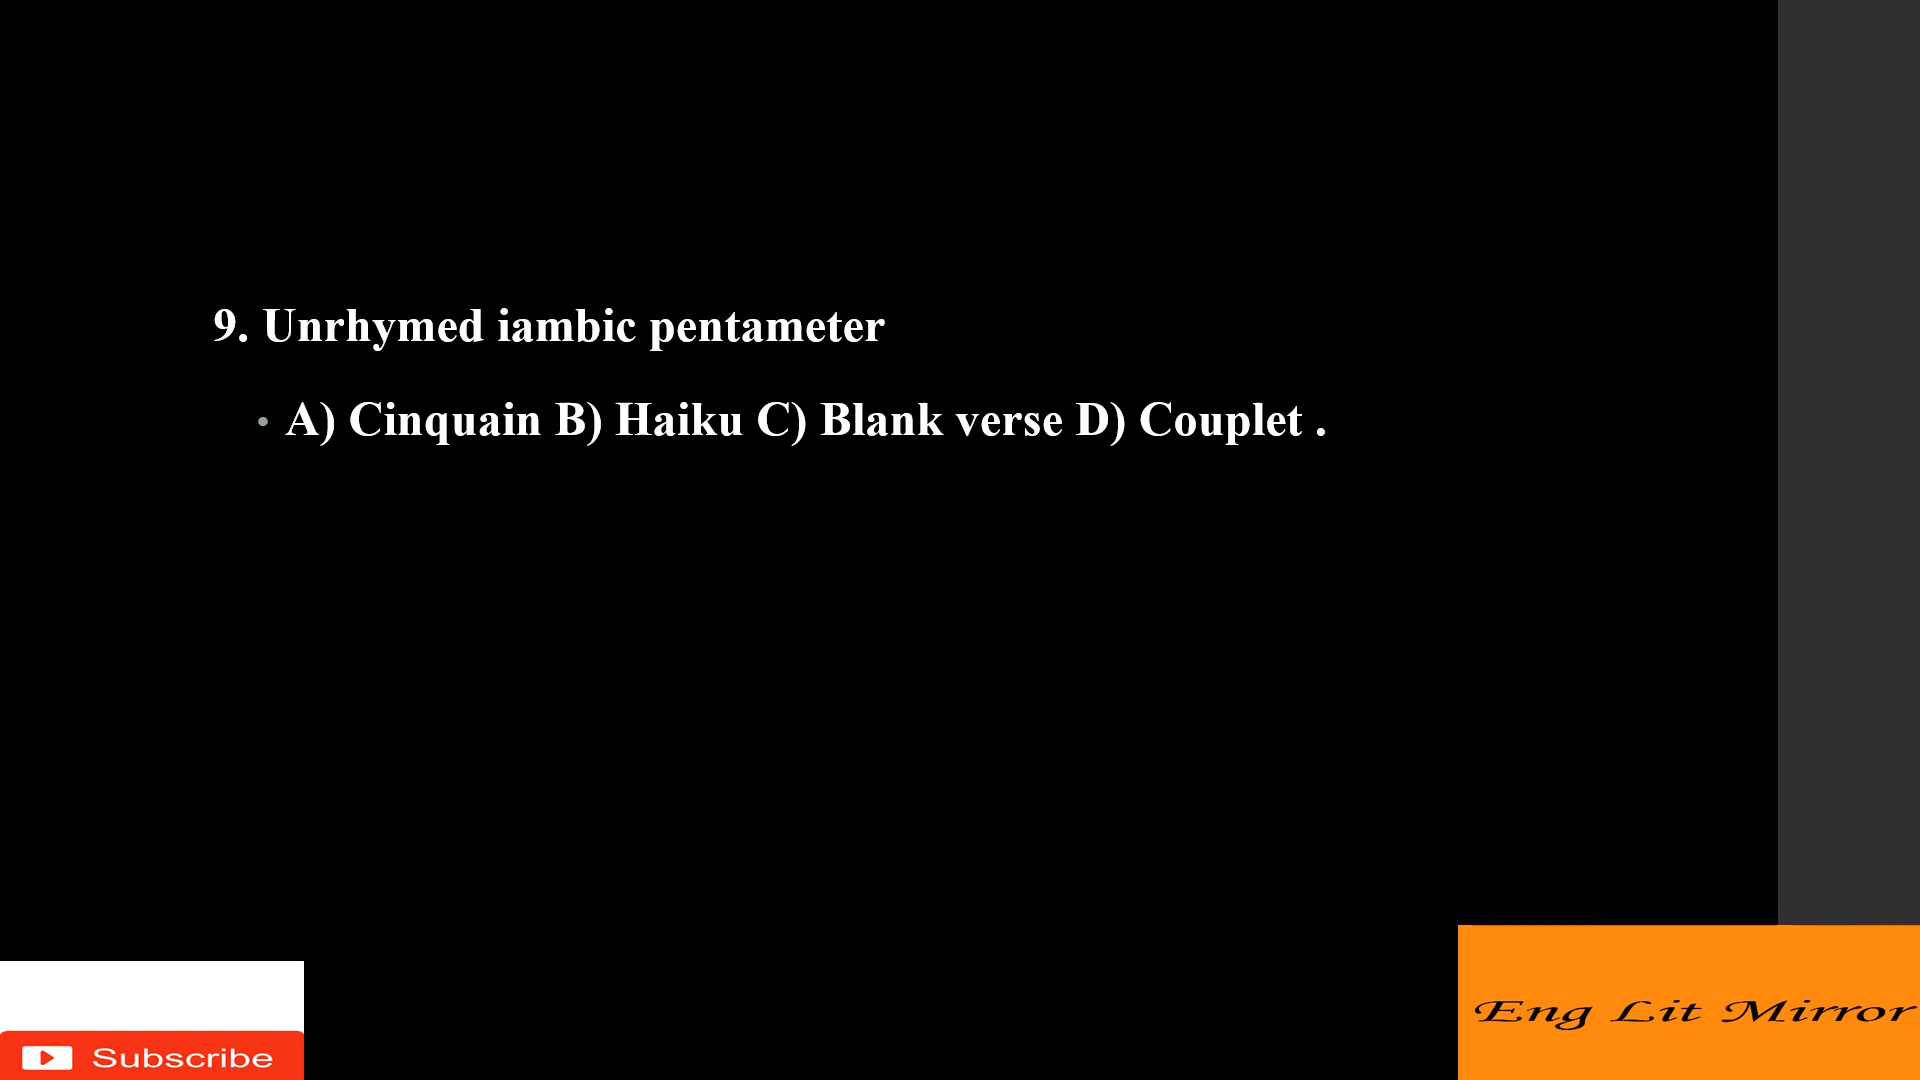 9. Unrhymed iambic pentameter
• A) Cinquain B) Haiku C) Blank verse D) Couplet .
Subscribe
Eng Lit Mirror